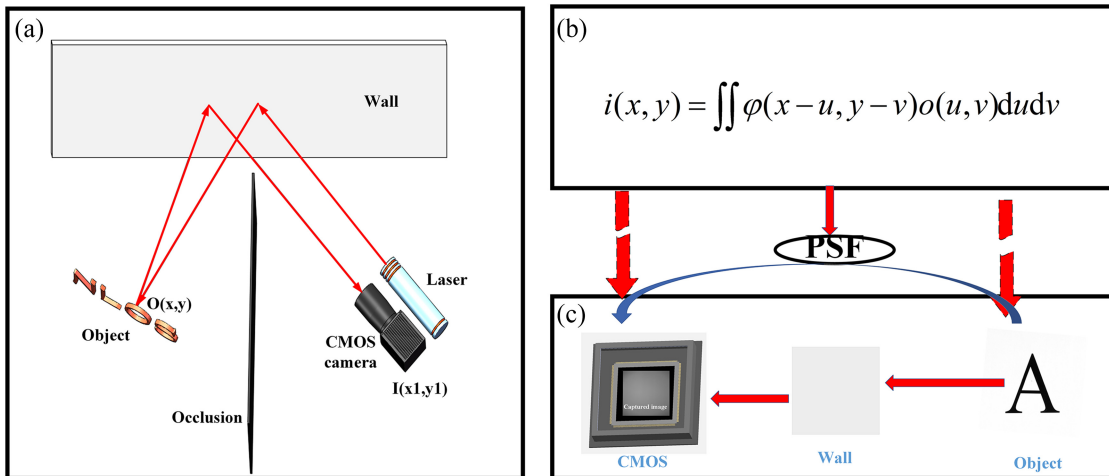 (a)
Wall
O(x,y)
Object
Laser
CMOS
camera
I(x1,y1)
Occlusion
(b)
i(x, y) = ∬ φ(x − u, y − v)o(u, v)dudv
PSF
(c)
Captured image
A
CMOS
Wall
Object